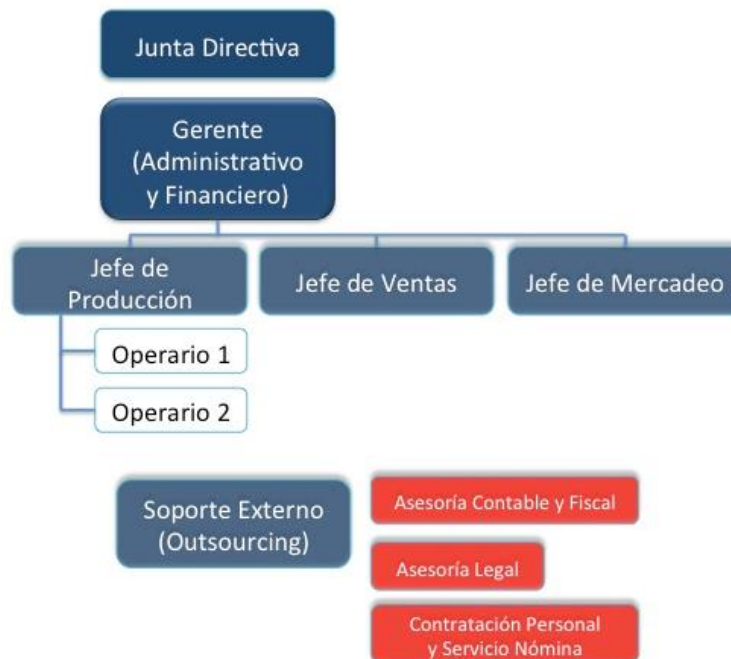 Junta Directiva
Gerente
(Administrativo
y Financiero)
Jefe de
Producción
Jefe de Ventas
Jefe de Mercadeo
Operario 1
Operario 2
Soporte Externo
(Outsourcing)
Asesoría Contable y Fiscal
Asesoría Legal
Contratación Personal
y Servicio Nómina